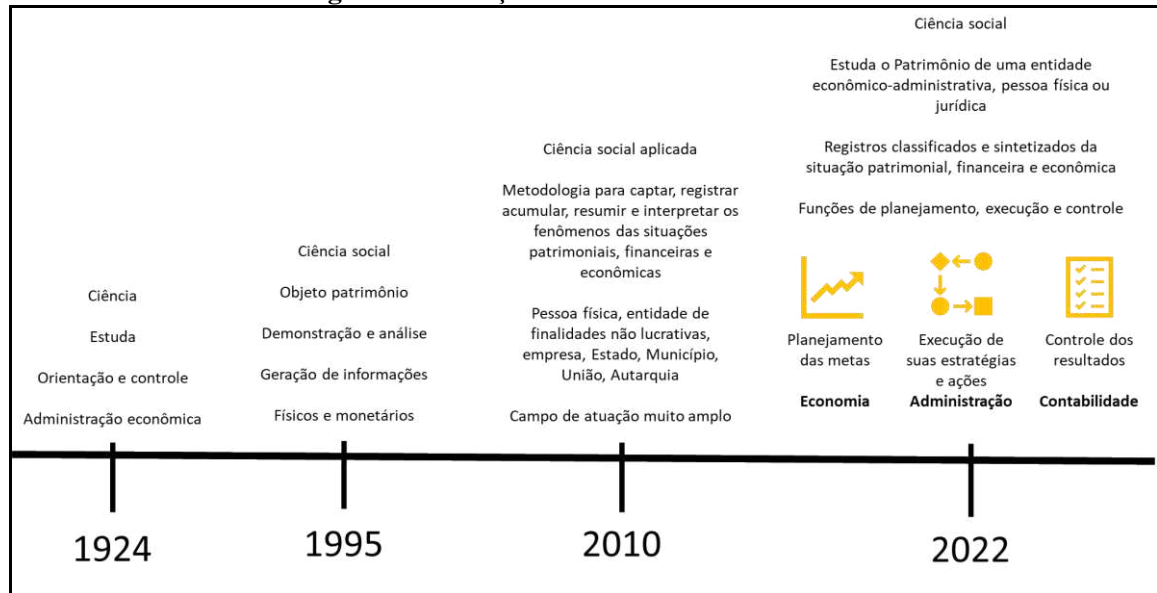 Ciência
Estuda
Orientação e controle
Administração econômica
1924
Ciência social
Objeto patrimônio
Demonstração e análise
Geração de informações
Físicos e monetários
1995
Ciência social aplicada
Metodologia para captar, registrar
acumular, resumir e interpretar os
fenômenos das situações
patrimoniais, financeiras e
econômicas
Pessoa física, entidade de
finalidades não lucrativas,
empresa, Estado, Município,
União, Autarquia
Campo de atuação muito amplo
2010
Ciência social
Estuda o Patrimônio de uma entidade
econômico-administrativa, pessoa física ou
jurídica
Registros classificados e sintetizados da
situação patrimonial, financeira e econômica
Funções de planejamento, execução e controle
Planejamento
das metas
Economia
Execução de
suas estratégias
e ações
Administração
Controle dos
resultados
Contabilidade
2022